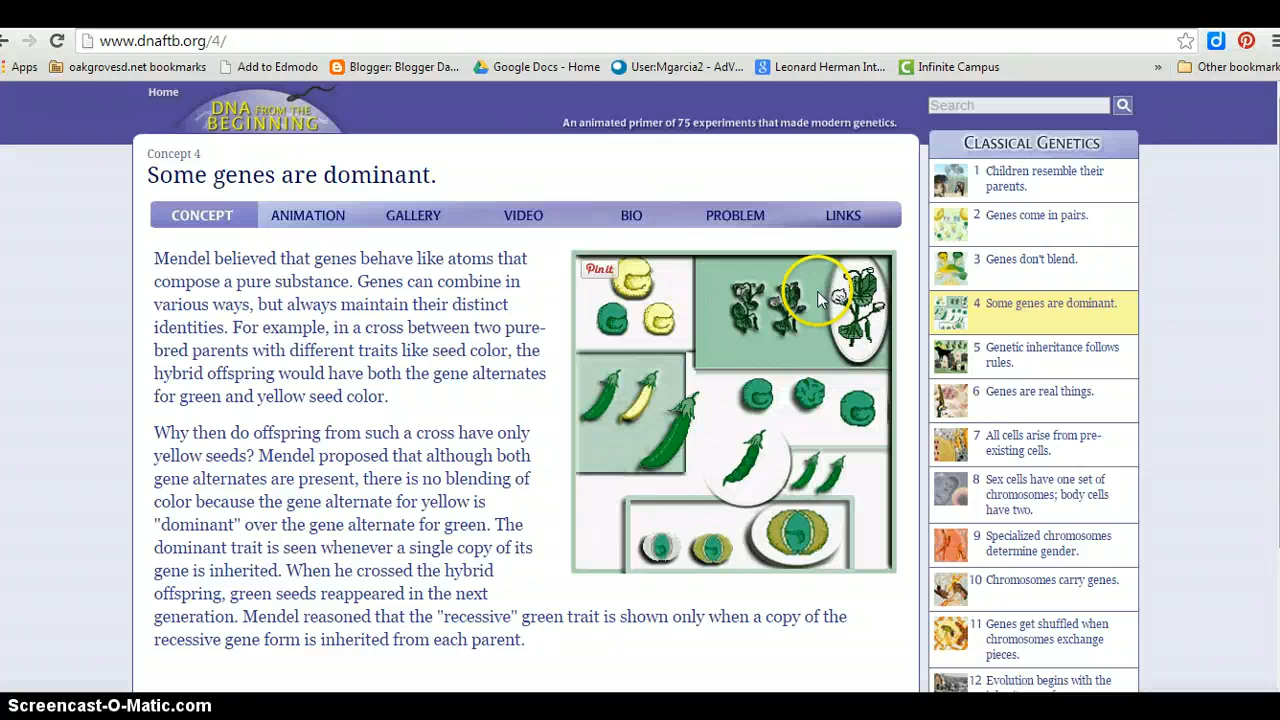 www.dnaftb.org/4/
Apps oakgrovesd.net bookmarks Add to Edmodo Blogger: Blogger Da... Google Docs - Home User:Mgarcia2 - AdV... Leonard Herman Int... Infinite Campus » Other bookmark
Home
DNA FROM THE
BEGINNING
An animated primer of 75 experiments that made modern genetics.
Search
Concept 4
Some genes are dominant.
CONCEPT ANIMATION GALLERY VIDEO BIO PROBLEM LINKS
Mendel believed that genes behave like atoms that
compose a pure substance. Genes can combine in
various ways, but always maintain their distinct
identities. For example, in a cross between two pure-
bred parents with different traits like seed color, the
hybrid offspring would have both the gene alternates
for green and yellow seed color.
Why then do offspring from such a cross have only
yellow seeds? Mendel proposed that although both
gene alternates are present, there is no blending of
color because the gene alternate for yellow is
"dominant" over the gene alternate for green. The
dominant trait is seen whenever a single copy of its
gene is inherited. When he crossed the hybrid
offspring, green seeds reappeared in the next
generation. Mendel reasoned that the "recessive" green trait is shown only when a copy of the
recessive gene form is inherited from each parent.
Pin it
CLASSICAL GENETICS
1 Children resemble their
parents.
2 Genes come in pairs.
3 Genes don't blend.
4 Some genes are dominant.
5 Genetic inheritance follows
rules.
6 Genes are real things.
7 All cells arise from pre-
existing cells.
8 Sex cells have one set of
chromosomes; body cells
have two.
9 Specialized chromosomes
determine gender.
10 Chromosomes carry genes.
11 Genes get shuffled when
chromosomes exchange
pieces.
12 Evolution begins with the
Screencast-O-Matic.com